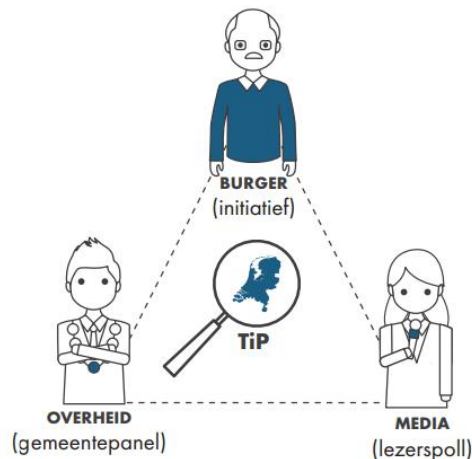 BURGER
(initiatief)
TiP
OVERHEID
(gemeentepanel)
MEDIA
(lezerspoll)